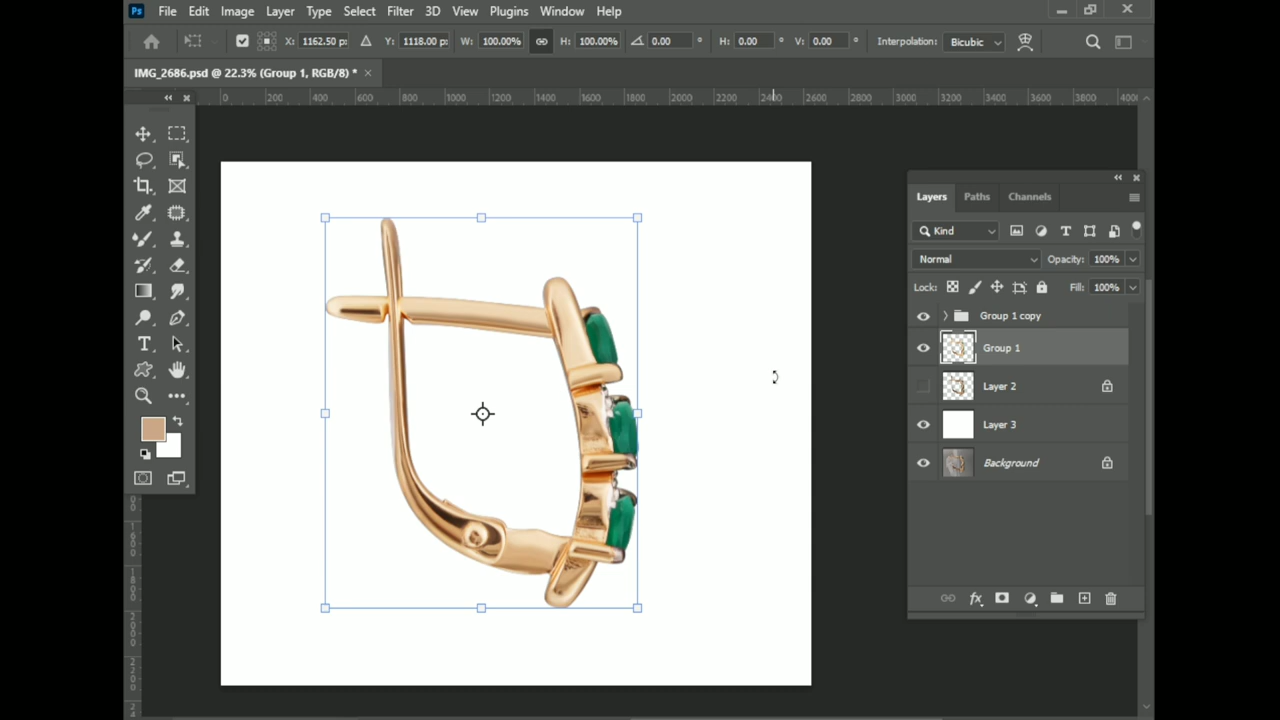 Ps File Edit Image Layer Type Select Filter 3D View Plugins Window Help
X: 1162.50 px Y: 1118.00 px W: 100.00% H: 100.00% 0.00 ° H: 0.00 ° V: 0.00 ° Interpolation: Bicubic
IMG_2686.psd @ 22.3% (Group 1, RGB/8) * ×
0 200 400 600 800 1000 1200 1400 1600 1800 2000 2200 2400 2600 2800 3000 3200 3400 3600 3800 4000
Layers Paths Channels
Kind
Normal Opacity: 100%
Lock: Fill: 100%
Group 1 copy
Group 1
Layer 2
Layer 3
Background
fx